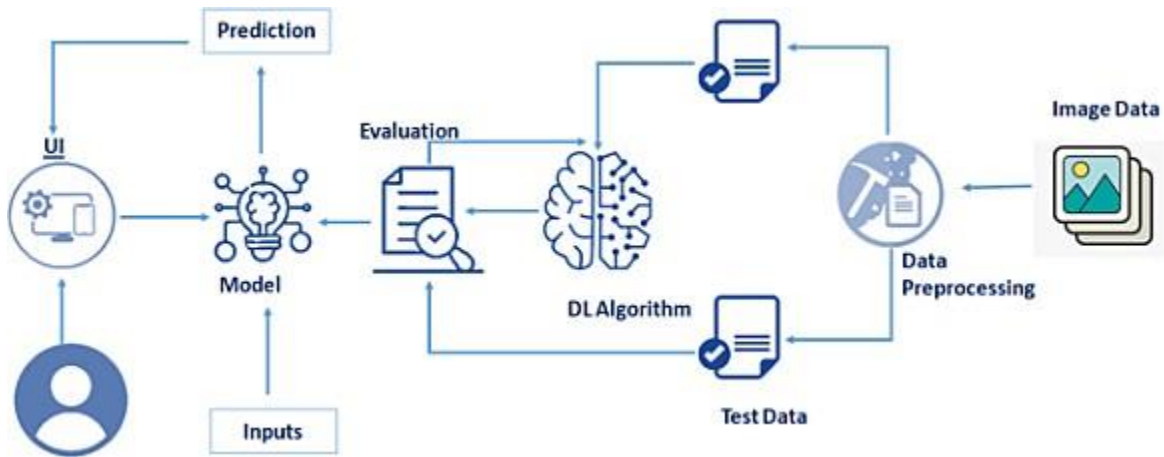 Prediction
Image Data
Evaluation
UI
Data
Preprocessing
Model
DL Algorithm
Test Data
Inputs